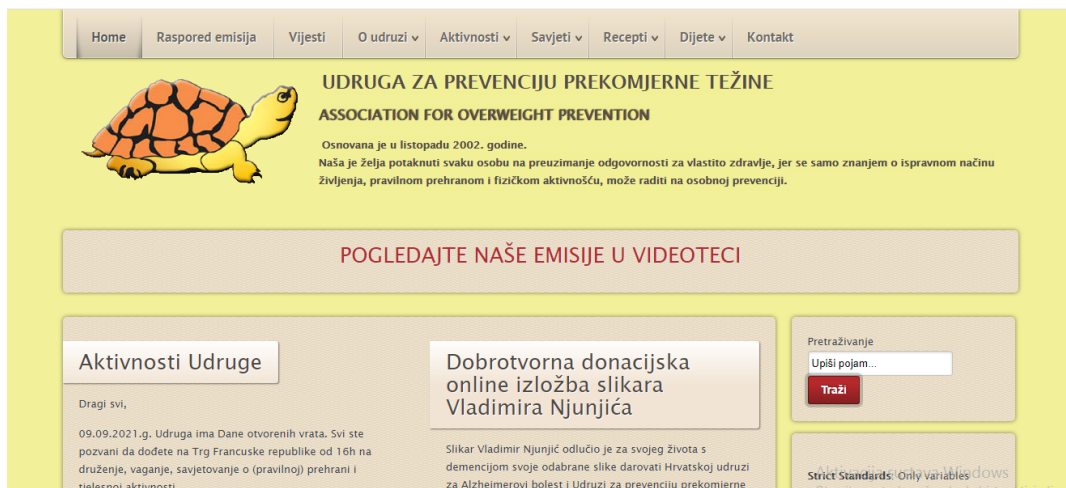 Home Raspored emisija Vijesti O udruzi Aktivnosti Savjeti Recepti Dijete Kontakt
UDRUGA ZA PREVENCIJU PREKOMJERNE TEŽINE
ASSOCIATION FOR OVERWEIGHT PREVENTION
Osnovana je u listopadu 2002. godine.
Naša je želja potaknuti svaku osobu na preuzimanje odgovornosti za vlastito zdravlje, jer se samo znanjem o ispravnom načinu
življenja, pravilnom prehranom i fizičkom aktivnošću, može raditi na osobnoj prevenciji.
POGLEDAJTE NAŠE EMISIJE U VIDEOTECI
Aktivnosti Udruge
Dragi svi,
09.09.2021.g. Udruga ima Dane otvorenih vrata. Svi ste
pozvani da dođete na Trg Francuske republike od 16h na
druženje, vaganje, savjetovanje o (pravilnoj) prehrani i
tjelesnoj aktivnosti.
Dobrotvorna donacijska
online izložba slikara
Vladimira Njunjića
Slikar Vladimir Njunjić odlučio je za svojeg života s
demencijom svoje odabrane slike darovati Hrvatskoj udruzi
za Alzheimerovi bolest i Udruzi za prevenciju prekomjerne
Pretraživanje
Upiši pojam...
Traži
Aktivacija sustava Windows
Strict Standards: Only variables